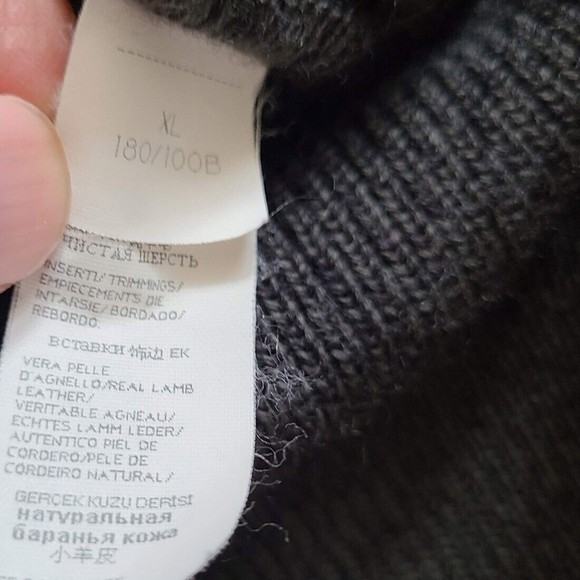 XL
180/100B
ЧИСТАЯ ШЕРСТЬ
INSERTI/ TRIMMINGS/
EMPIECEMENTS DIE
INTARSIE/ BORDADO/
REBORDO:
ВСТАВКИ 饰边 EK
VERA PELLE
D'AGNELLO/REAL LAMB
LEATHER/
VERITABLE AGNEAU/
ECHTES LAMM LEDER/
AUTENTICO PIEL DE
CORDERO/PELE DE
CORDEIRO NATURAL/
GERÇEK KUZU DERISI
натуральная
баранья кожа
小羊皮